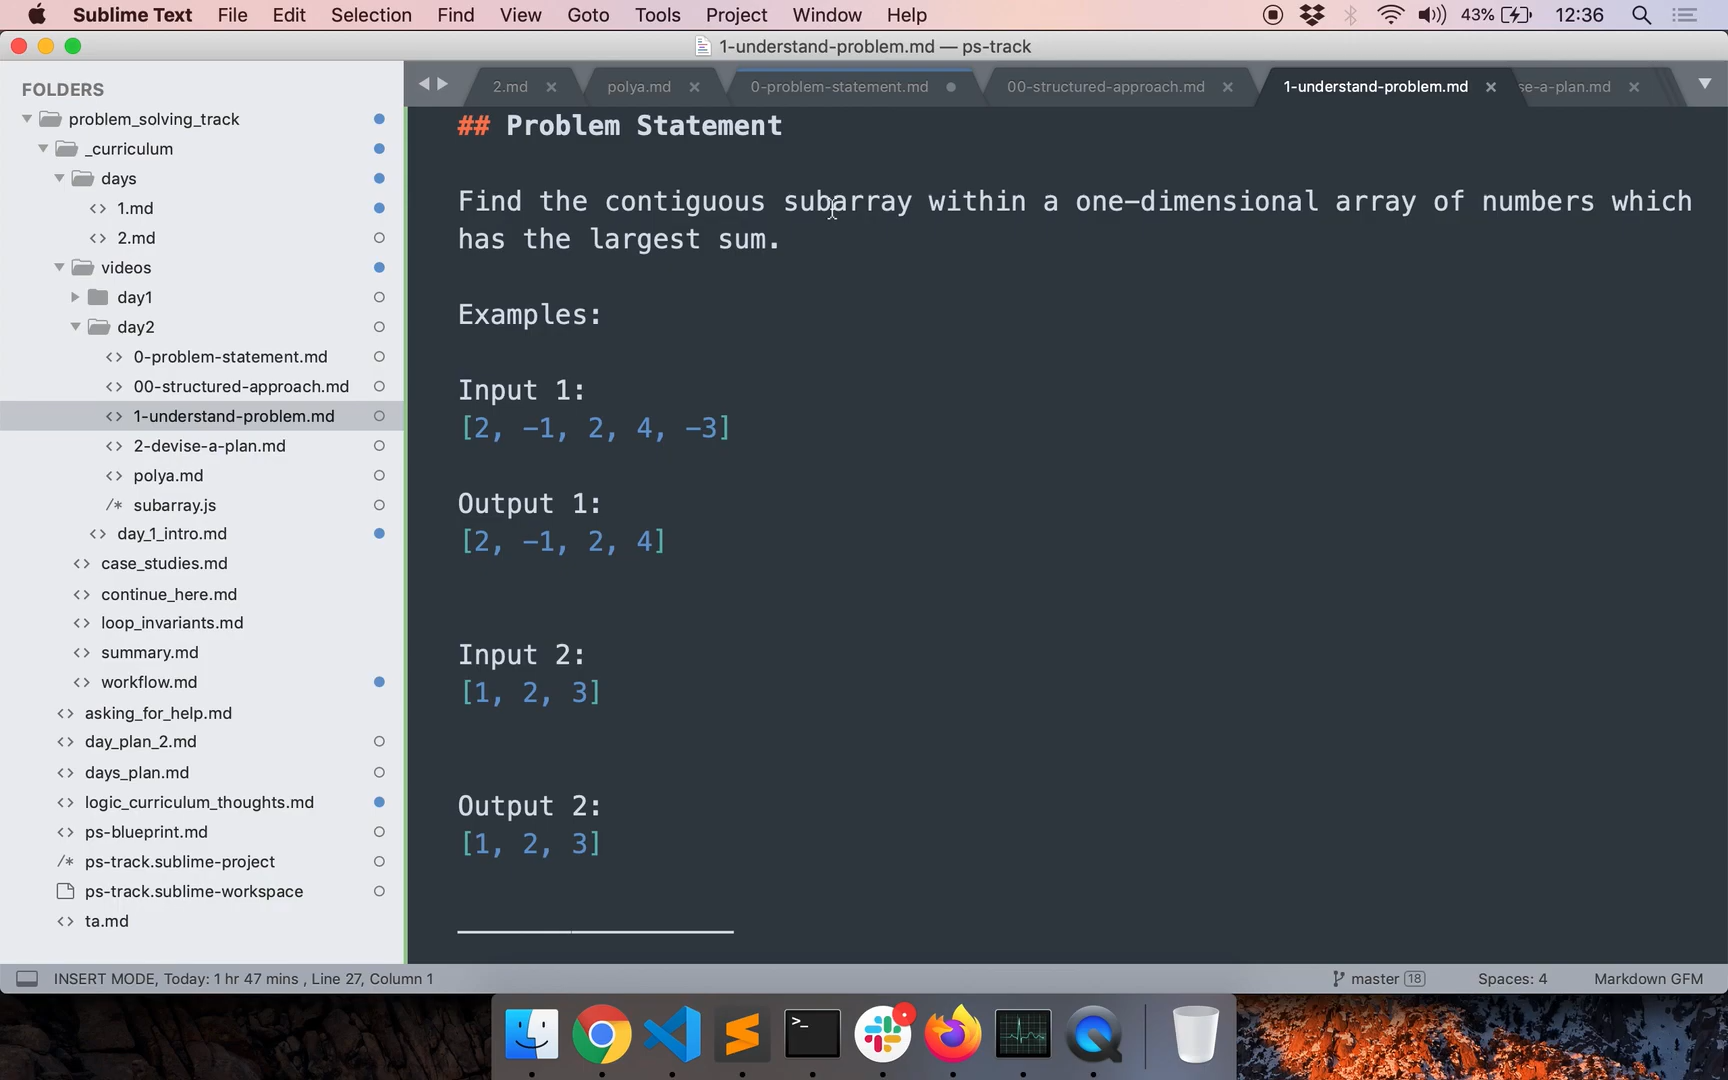 Sublime Text File Edit Selection Find View Goto Tools Project Window Help 43% 12:36
1-understand-problem.md — ps-track
FOLDERS
problem_solving_track
_curriculum
days
1.md
2.md
videos
day1
day2
0-problem-statement.md
00-structured-approach.md
1-understand-problem.md
2-devise-a-plan.md
polya.md
/* subarray.js
day_1_intro.md
case_studies.md
continue_here.md
loop_invariants.md
summary.md
workflow.md
asking_for_help.md
day_plan_2.md
days_plan.md
logic_curriculum_thoughts.md
ps-blueprint.md
/* ps-track.sublime-project
ps-track.sublime-workspace
ta.md
2.md polya.md 0-problem-statement.md 00-structured-approach.md 1-understand-problem.md se-a-plan.md
## Problem Statement
Find the contiguous subarray within a one-dimensional array of numbers which
has the largest sum.
Examples:
Input 1:
[2, -1, 2, 4, -3]
Output 1:
[2, -1, 2, 4]
Input 2:
[1, 2, 3]
Output 2:
[1, 2, 3]
INSERT MODE, Today: 1 hr 47 mins , Line 27, Column 1 master 18 Spaces: 4 Markdown GFM